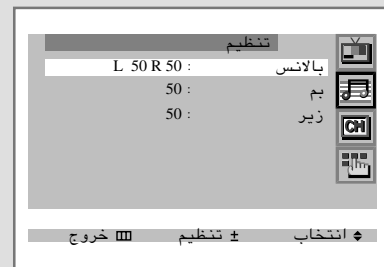 تنظیم
بالانس : L 50 R 50
بم : 50
زیر : 50
CH
انتخاب ± تنظیم خروج